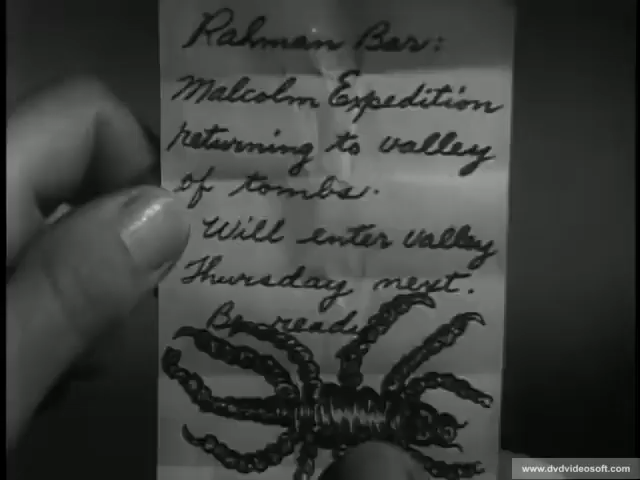 Rahman Bar:
Malcolm Expedition
returning to valley
of tombs.
Will enter valley
Thursday next.
Be ready
www.dvdvideosoft.com